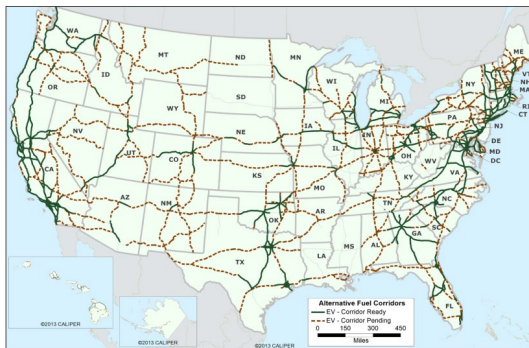 WA
MT
ND
MN
ME
OR
ID
WI
VT
NH
SD
MI
NY
MA
WY
RI
CT
IA
PA
NV
NE
NJ
UT
IL
IN
OH
DE
CO
WV
MD
CA
KS
MO
KY
VA
DC
TN
NC
AZ
NM
OK
AR
SC
MS
AL
GA
TX
LA
FL
Alternative Fuel Corridors
EV - Corridor Ready
EV - Corridor Pending
0 150 300 450
Miles
©2013 CALIPER
©2013 CALIPER
©2013 CALIPER